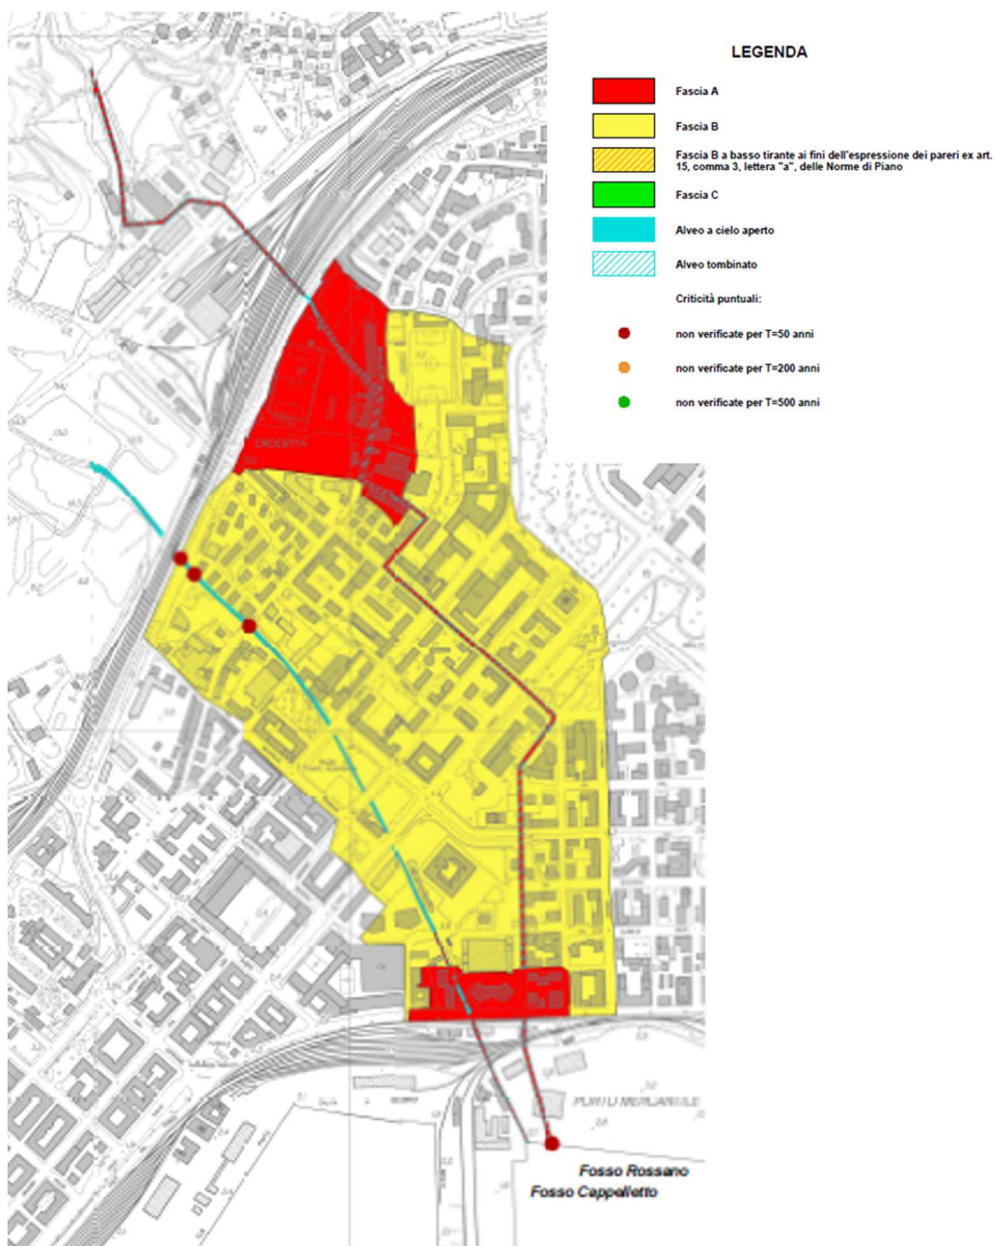 LEGENDA
Fascia A
Fascia B
Fascia B a basso tirante ai fini dell'espressione dei pareri ex art.
15, comma 3, lettera "a", delle Norme di Piano
Fascia C
Alveo a cielo aperto
Alveo tombinato
Criticità puntuali:
non verificate per T=50 anni
non verificate per T=200 anni
non verificate per T=500 anni
CROCETTA
PORTO MERCANTILE
Fosso Rossano
Fosso Cappelletto